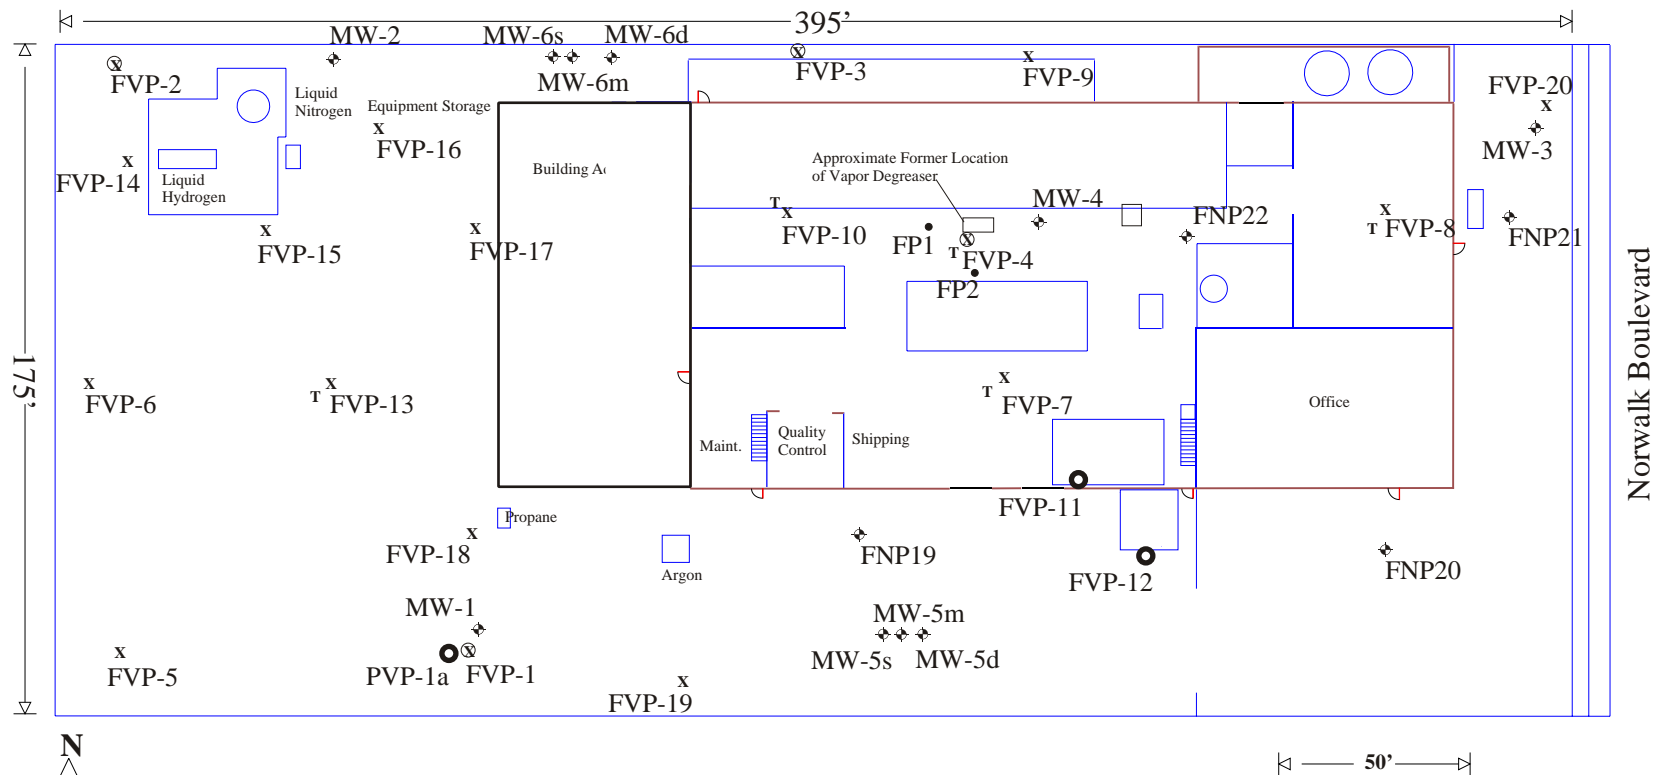 395'
MW-2
MW-6s
MW-6d
FVP-2
MW-6m
FVP-3
FVP-9
FVP-20
Liquid
Nitrogen
Equipment Storage
FVP-16
MW-3
FVP-14
Liquid
Hydrogen
Building Ad
Approximate Former Location
of Vapor Degreaser
MW-4
FNP22
T
FVP-10
FP1
T
FVP-4
T
FVP-8
FNP21
FVP-15
FVP-17
FP2
Norwalk Boulevard
175'
FVP-6
T
FVP-13
T
FVP-7
Office
Maint.
Quality
Control
Shipping
FVP-11
Propane
FVP-18
Argon
FNP19
FVP-12
FNP20
MW-1
MW-5m
PVP-1a
FVP-1
MW-5s
MW-5d
FVP-5
FVP-19
N
50'